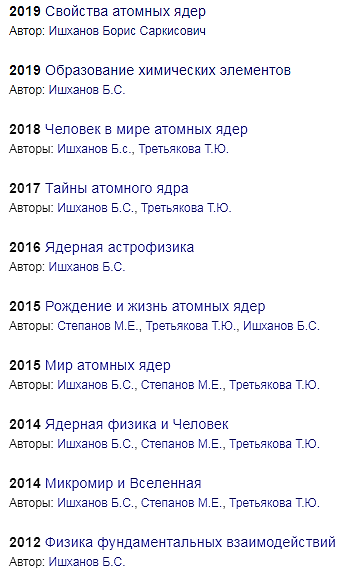 2019 Свойства атомных ядер
Автор: Ишханов Борис Саркисович
2019 Образование химических элементов
Автор: Ишханов Б.С.
2018 Человек в мире атомных ядер
Авторы: Ишханов Б.с., Третьякова Т.Ю.
2017 Тайны атомного ядра
Авторы: Ишханов Б.С., Третьякова Т.Ю.
2016 Ядерная астрофизика
Автор: Ишханов Б.С.
2015 Рождение и жизнь атомных ядер
Авторы: Степанов М.Е., Третьякова Т.Ю., Ишханов Б.С.
2015 Мир атомных ядер
Авторы: Ишханов Б.С., Степанов М.Е., Третьякова Т.Ю.
2014 Ядерная физика и Человек
Авторы: Ишханов Б.С., Степанов М.Е., Третьякова Т.Ю.
2014 Микромир и Вселенная
Авторы: Ишханов Б.С., Степанов М.Е., Третьякова Т.Ю.
2012 Физика фундаментальных взаимодействий
Автор: Ишханов Б.С.